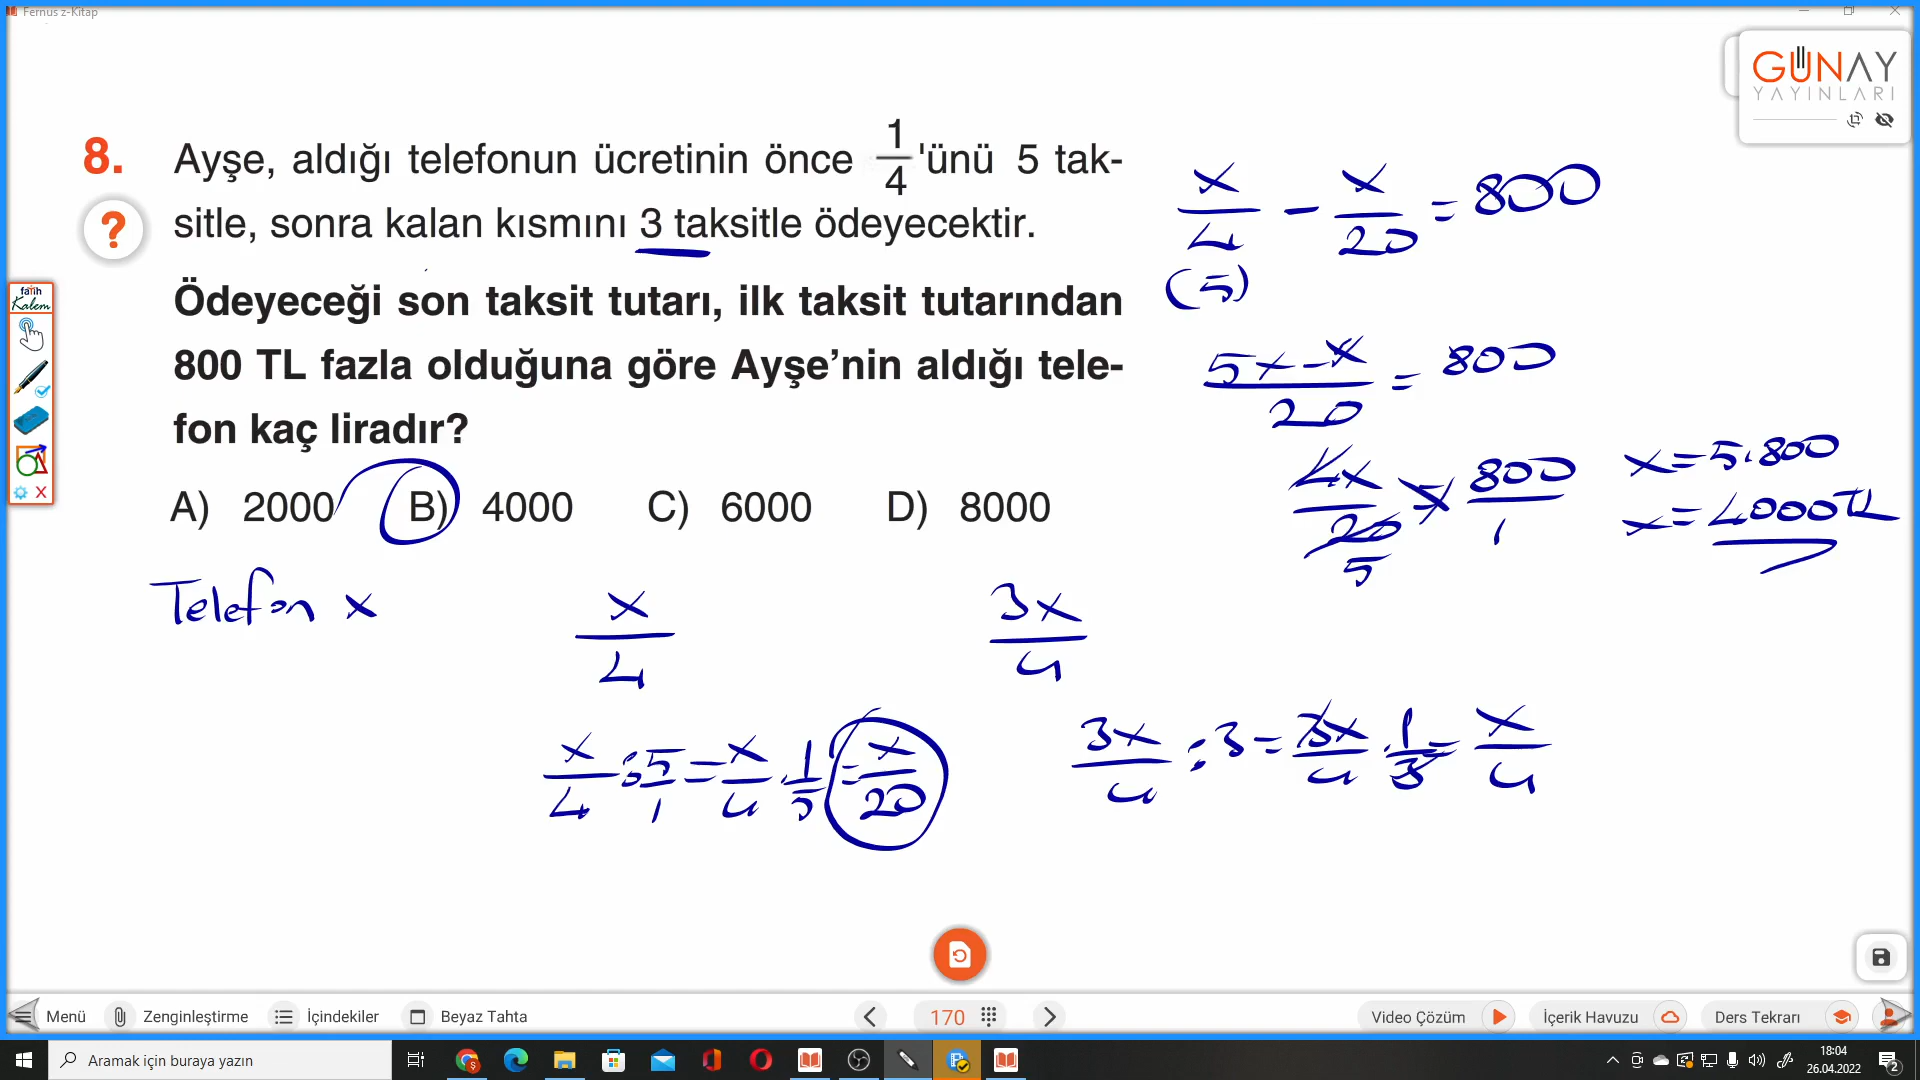 Fernus z-Kitap
GÜNAY
YAYINLARI
8. Ayşe, aldığı telefonun ücretinin önce 1/4 'ünü 5 tak-
sitle, sonra kalan kısmını 3 taksitle ödeyecektir.
?
Ödeyeceği son taksit tutarı, ilk taksit tutarından
800 TL fazla olduğuna göre Ayşe’nin aldığı tele-
fon kaç liradır?
A) 2000 B) 4000 C) 6000 D) 8000
fatih
Kalem
x/4 - x/20 = 800
(5)
5x-x/20 = 800
4x/20 = 800/1
5
x=5.800
x=4000TL
Telefon x
x/4
3x/4
x/4 : 5/1 = x/4 . 1/5 = x/20
3x/4 : 3 = 3x/4 . 1/3 = x/4
Menü Zenginleştirme İçindekiler Beyaz Tahta 170 Video Çözüm İçerik Havuzu Ders Tekrarı
Aramak için buraya yazın
18:04
26.04.2022
2